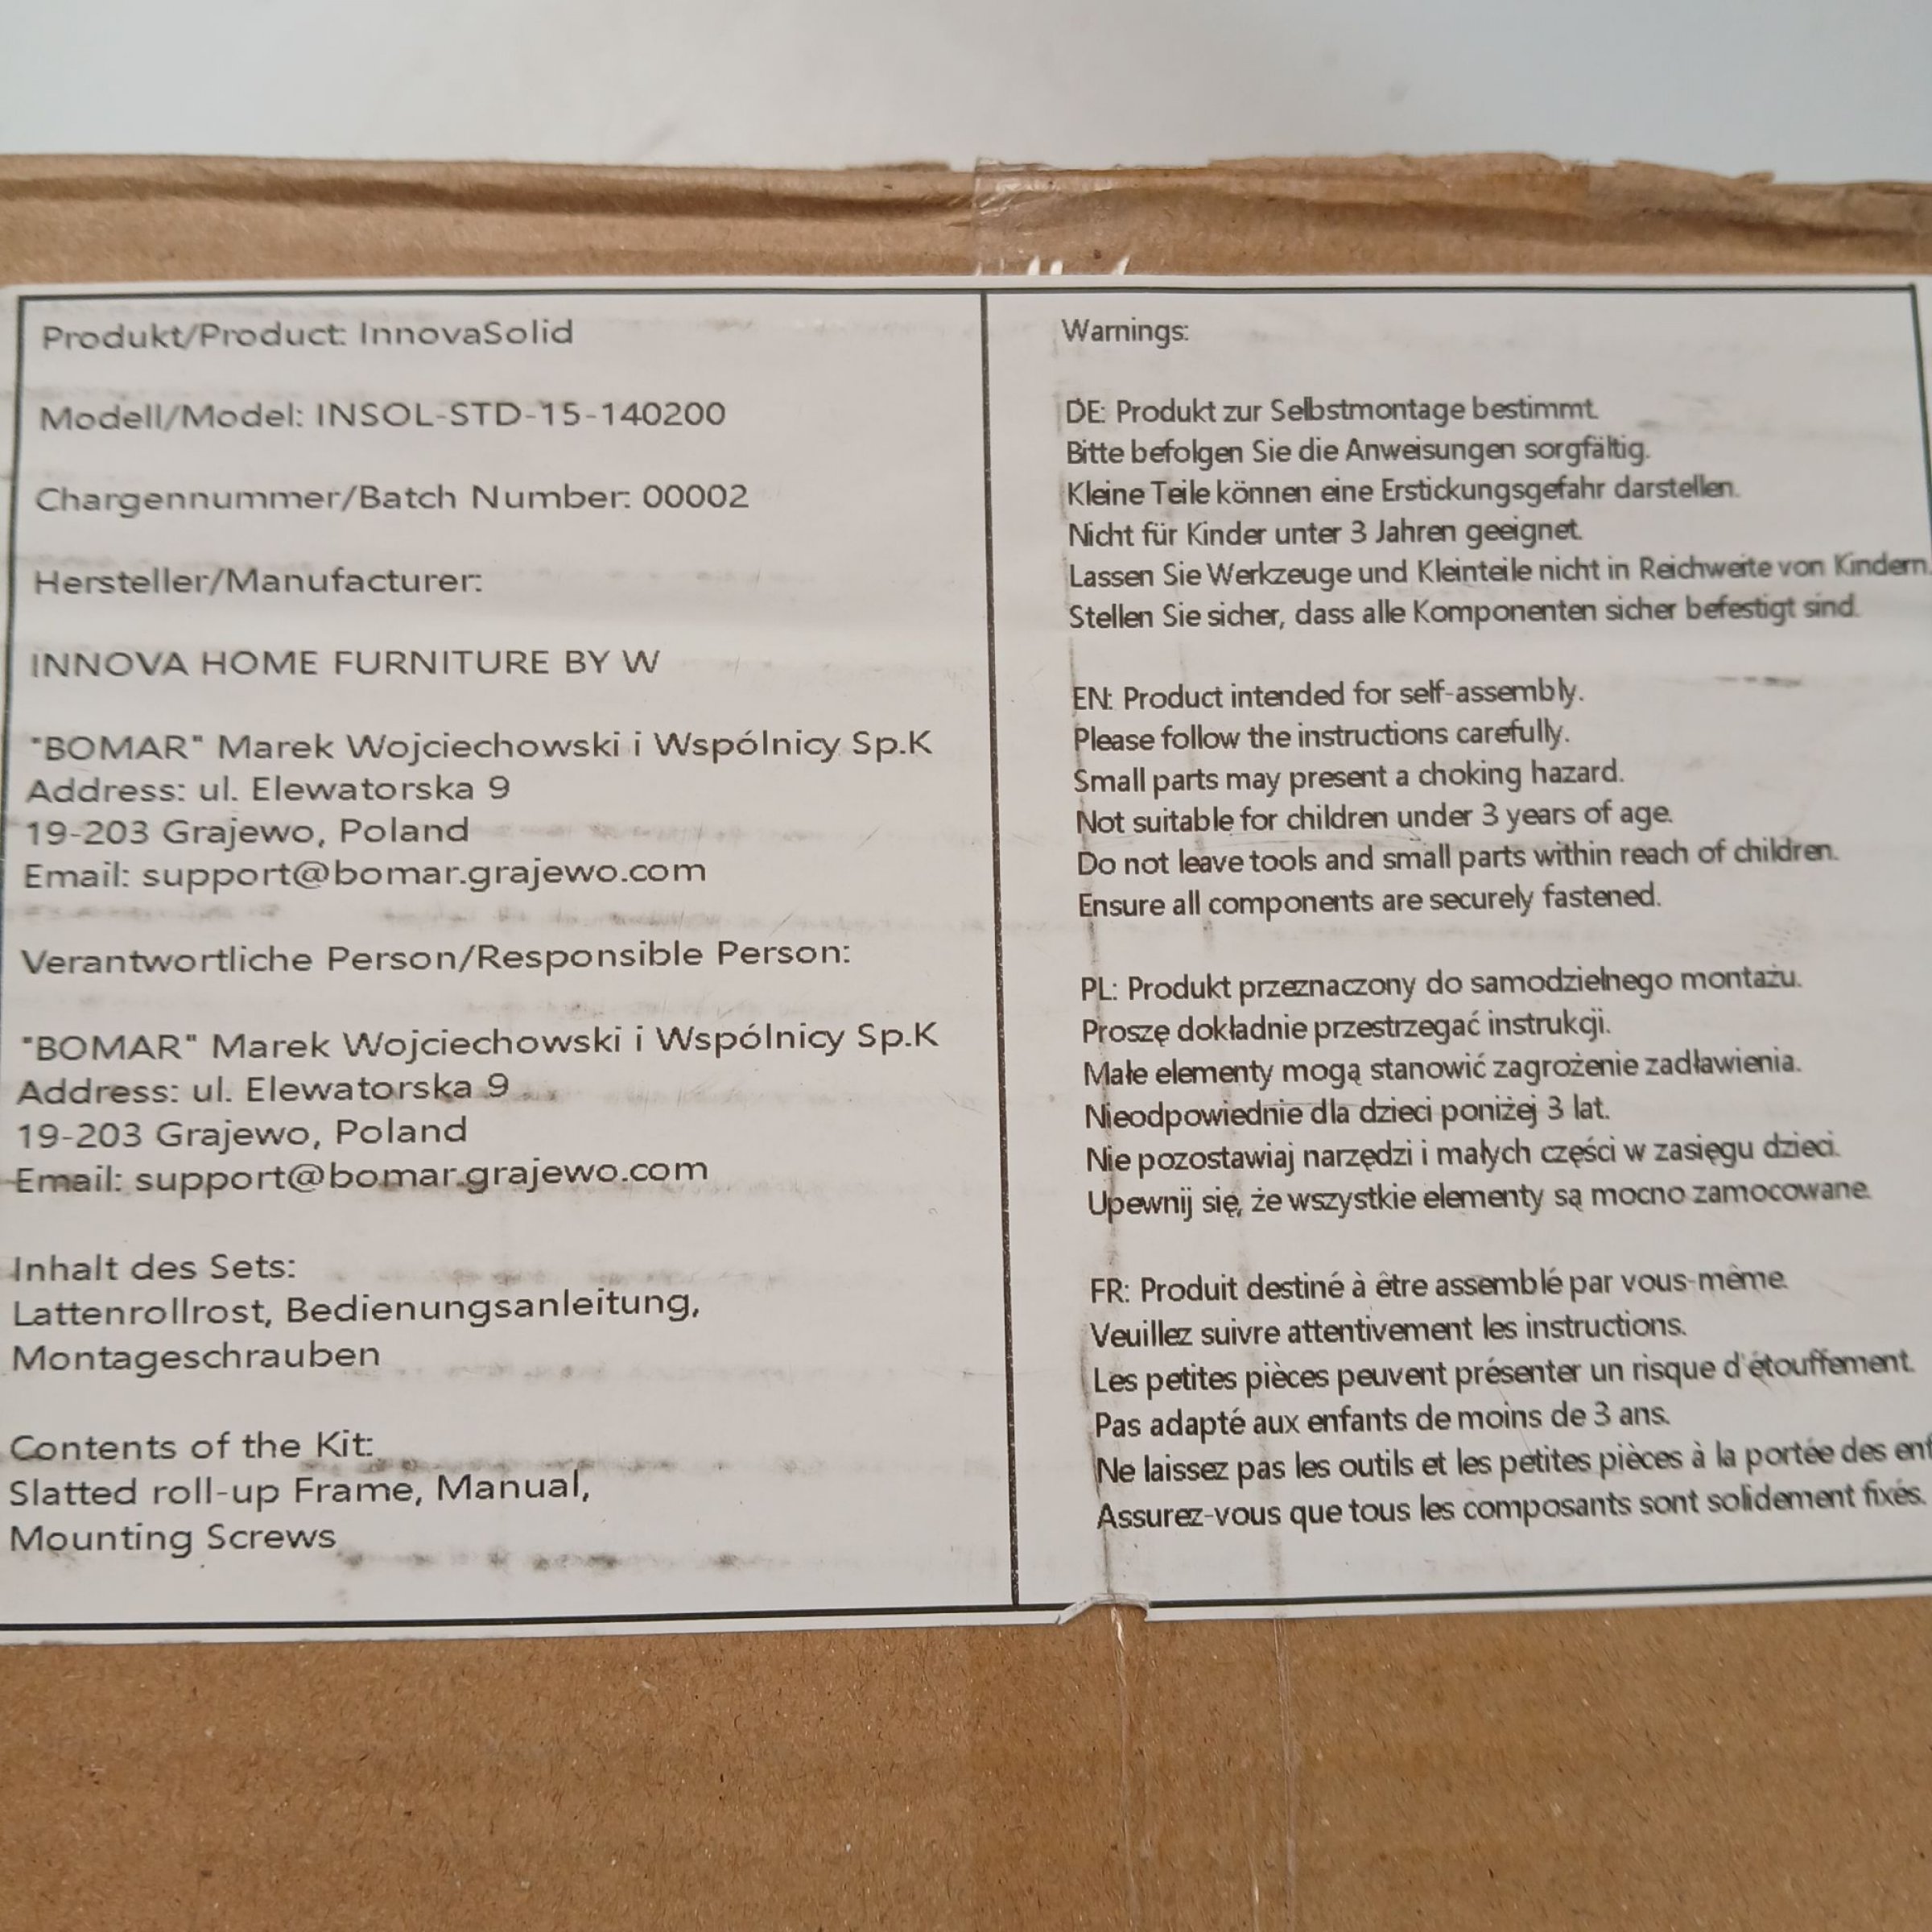 Produkt/Product: InnovaSolid
Modell/Model: INSOL-STD-15-140200
Chargennummer/Batch Number: 00002
Hersteller/Manufacturer:
INNOVA HOME FURNITURE BY W
"BOMAR" Marek Wojciechowski i Wspólnicy Sp.K
Address: ul. Elewatorska 9
19-203 Grajewo, Poland
Email: support@bomar.grajewo.com
Verantwortliche Person/Responsible Person:
"BOMAR" Marek Wojciechowski i Wspólnicy Sp.K
Address: ul. Elewatorska 9
19-203 Grajewo, Poland
Email: support@bomar.grajewo.com
Inhalt des Sets:
Lattenrollrost, Bedienungsanleitung,
Montageschrauben
Contents of the Kit:
Slatted roll-up Frame, Manual,
Mounting Screws
Warnings:
DE: Produkt zur Selbstmontage bestimmt.
Bitte befolgen Sie die Anweisungen sorgfältig.
Kleine Teile können eine Erstickungsgefahr darstellen.
Nicht für Kinder unter 3 Jahren geeignet.
Lassen Sie Werkzeuge und Kleinteile nicht in Reichweite von Kindern.
Stellen Sie sicher, dass alle Komponenten sicher befestigt sind.
EN: Product intended for self-assembly.
Please follow the instructions carefully.
Small parts may present a choking hazard.
Not suitable for children under 3 years of age.
Do not leave tools and small parts within reach of children.
Ensure all components are securely fastened.
PL: Produkt przeznaczony do samodzielnego montażu.
Proszę dokładnie przestrzegać instrukcji.
Małe elementy mogą stanowić zagrożenie zadławienia.
Nieodpowiednie dla dzieci poniżej 3 lat.
Nie pozostawiaj narzędzi i małych części w zasięgu dzieci.
Upewnij się, że wszystkie elementy są mocno zamocowane.
FR: Produit destiné à être assemblé par vous-même.
Veuillez suivre attentivement les instructions.
Les petites pièces peuvent présenter un risque d'étouffement.
Pas adapté aux enfants de moins de 3 ans.
Ne laissez pas les outils et les petites pièces à la portée des
Assurez-vous que tous les composants sont solidement fixés.